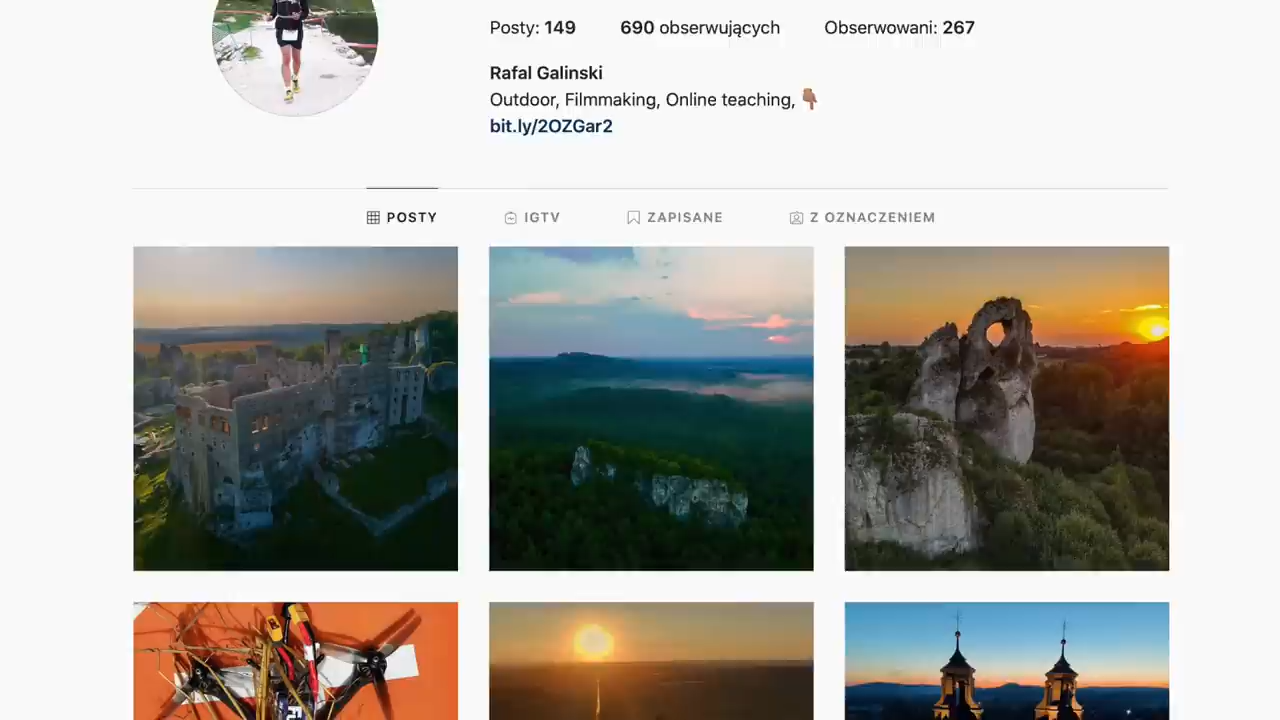 Posty: 149 690 obserwujących Obserwowani: 267
Rafal Galinski
Outdoor, Filmmaking, Online teaching, 👇🏽
bit.ly/2OZGar2
POSTY IGTV ZAPISANE Z OZNACZENIEM